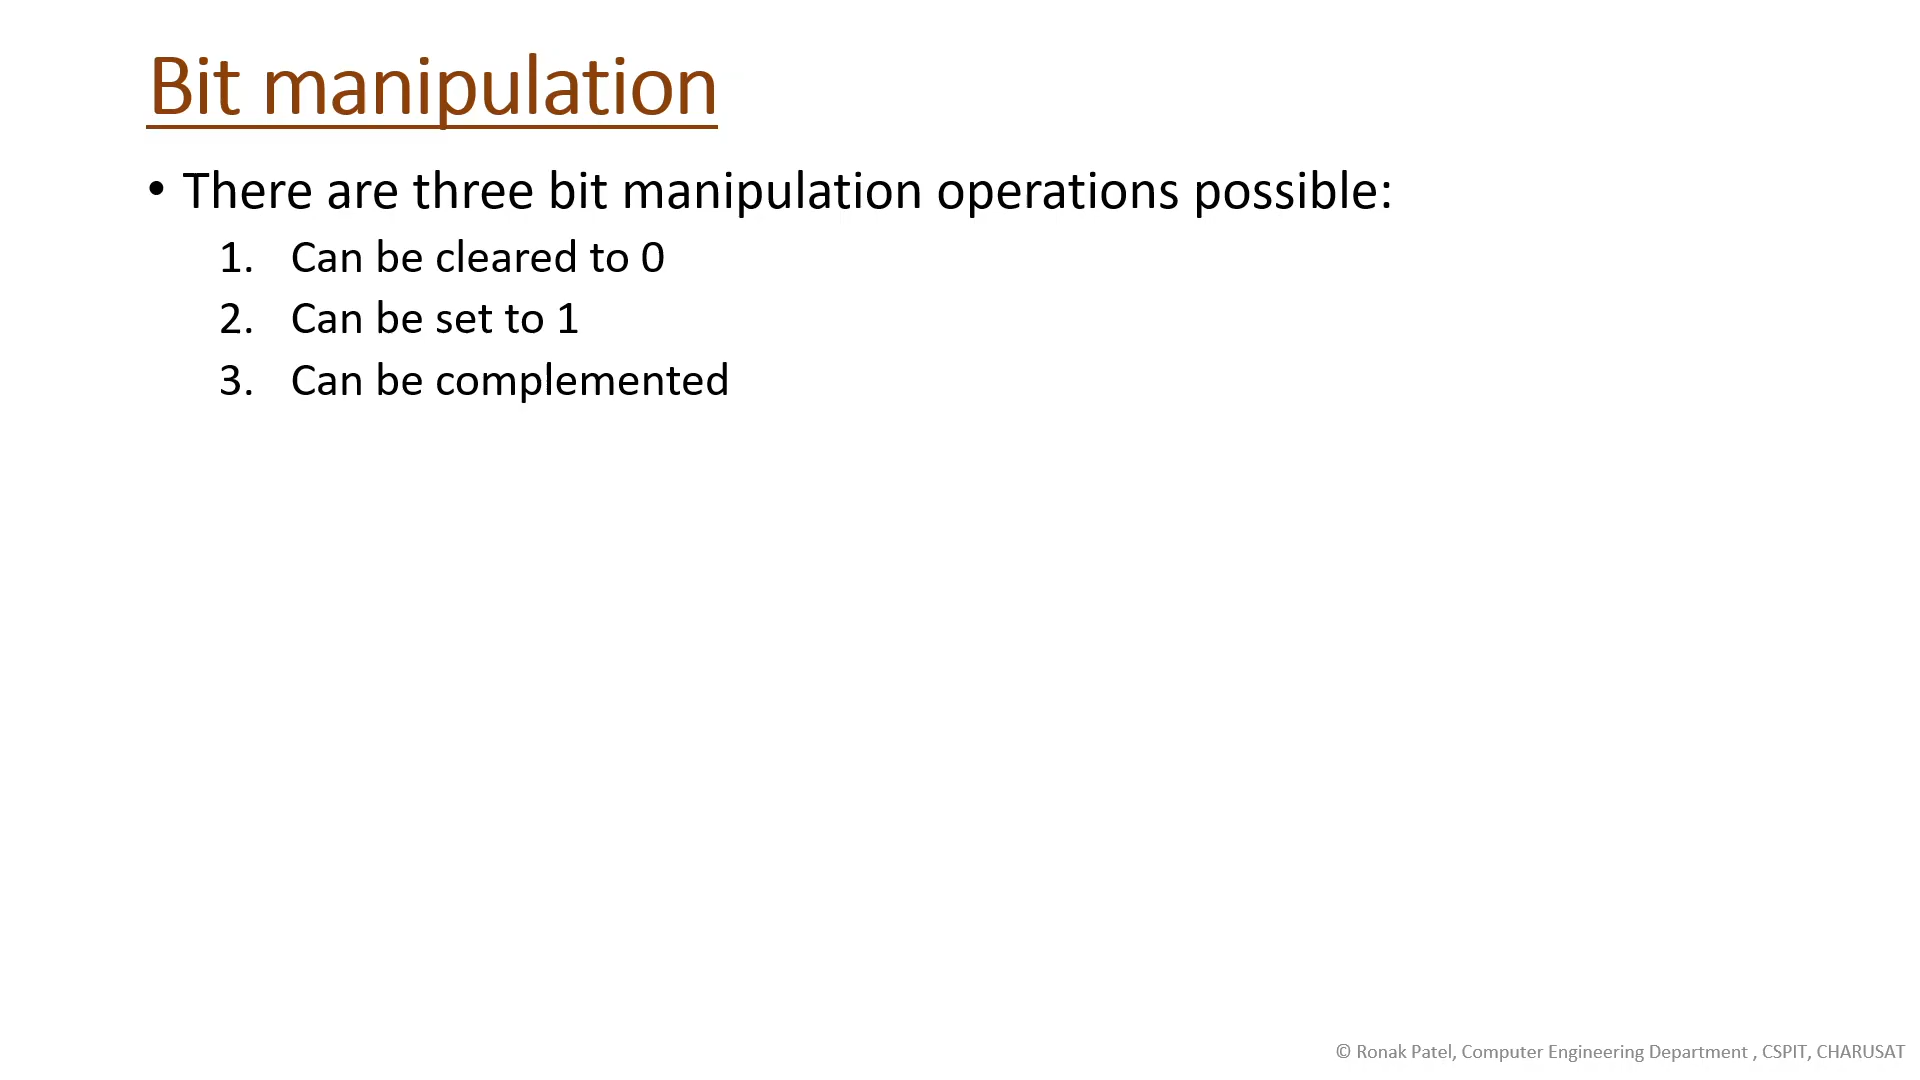 Bit manipulation
• There are three bit manipulation operations possible:
1. Can be cleared to 0
2. Can be set to 1
3. Can be complemented
© Ronak Patel, Computer Engineering Department , CSPIT, CHARUSAT